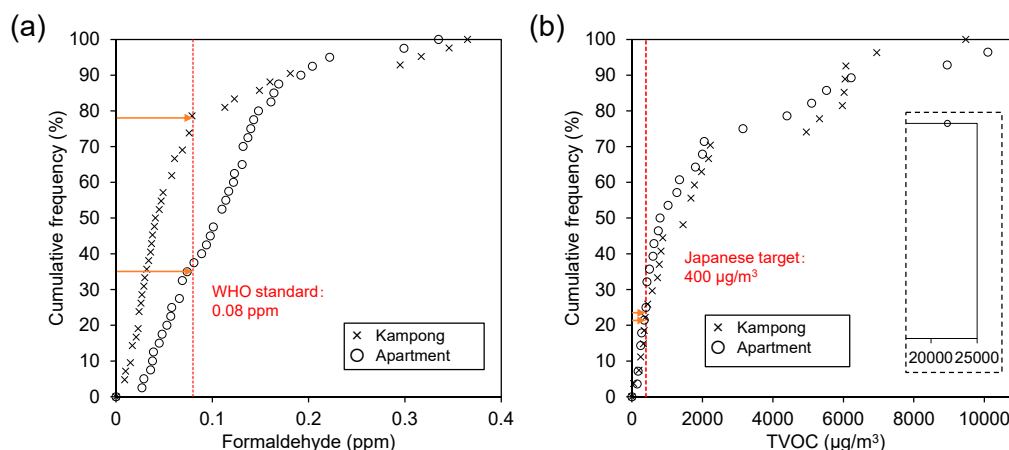 (a)
100
90
80
70
60
50
40
30
20
10
0
Cumulative frequency (%)
WHO standard:
0.08 ppm
× Kampong
○ Apartment
0 0.1 0.2 0.3 0.4
Formaldehyde (ppm)
(b)
100
90
80
70
60
50
40
30
20
10
0
Cumulative frequency (%)
Japanese target:
400 μg/m³
× Kampong
○ Apartment
20000 25000
0 2000 4000 6000 8000 10000
TVOC (μg/m³)